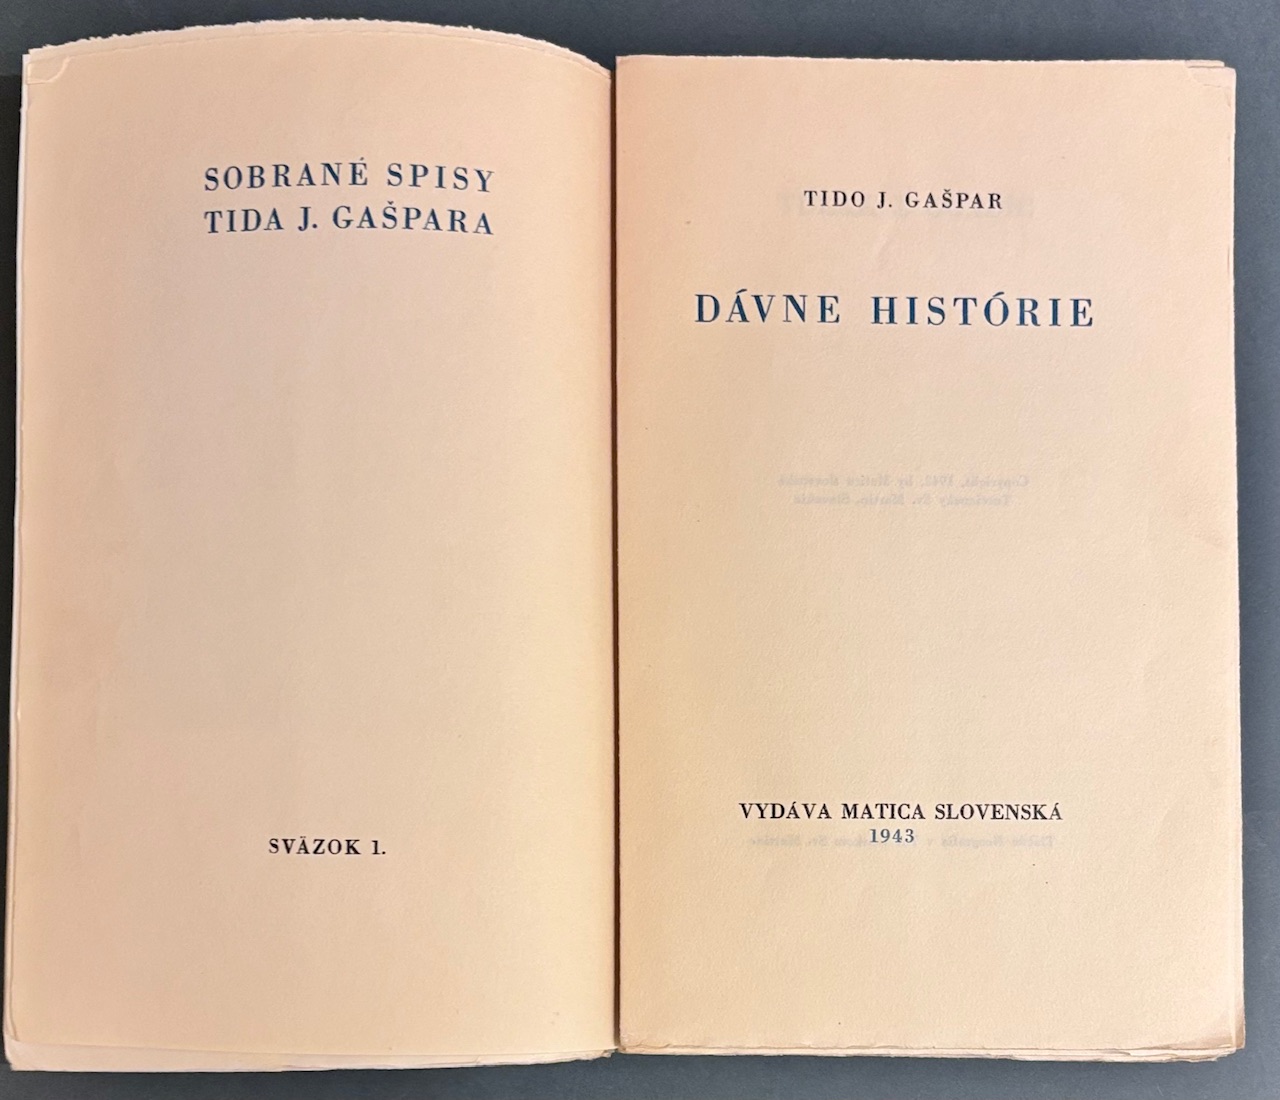 SOBRANÉ SPISY
TIDA J. GAŠPARA
SVÄZOK 1.
TIDO J. GAŠPAR
DÁVNE HISTÓRIE
VYDÁVA MATICA SLOVENSKÁ
1943